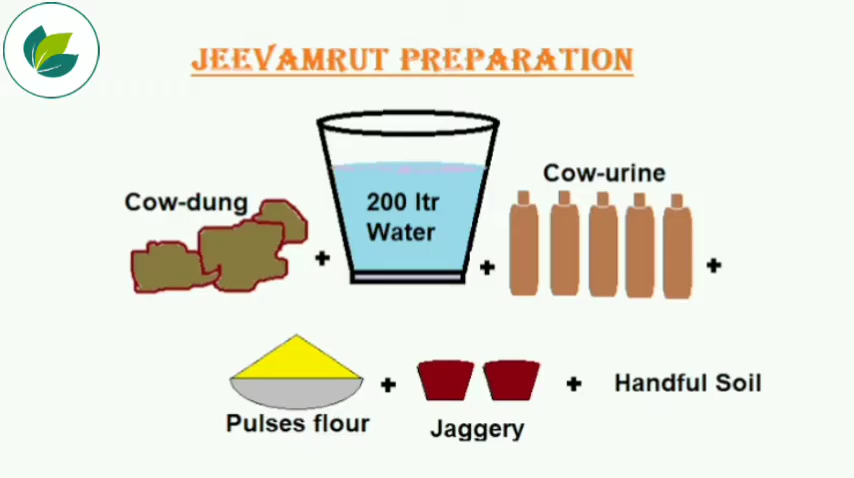 JEEVAMRUT PREPARATION
Cow-dung
+
200 ltr
Water
+
Cow-urine
+
Pulses flour
+
Jaggery
+
Handful Soil